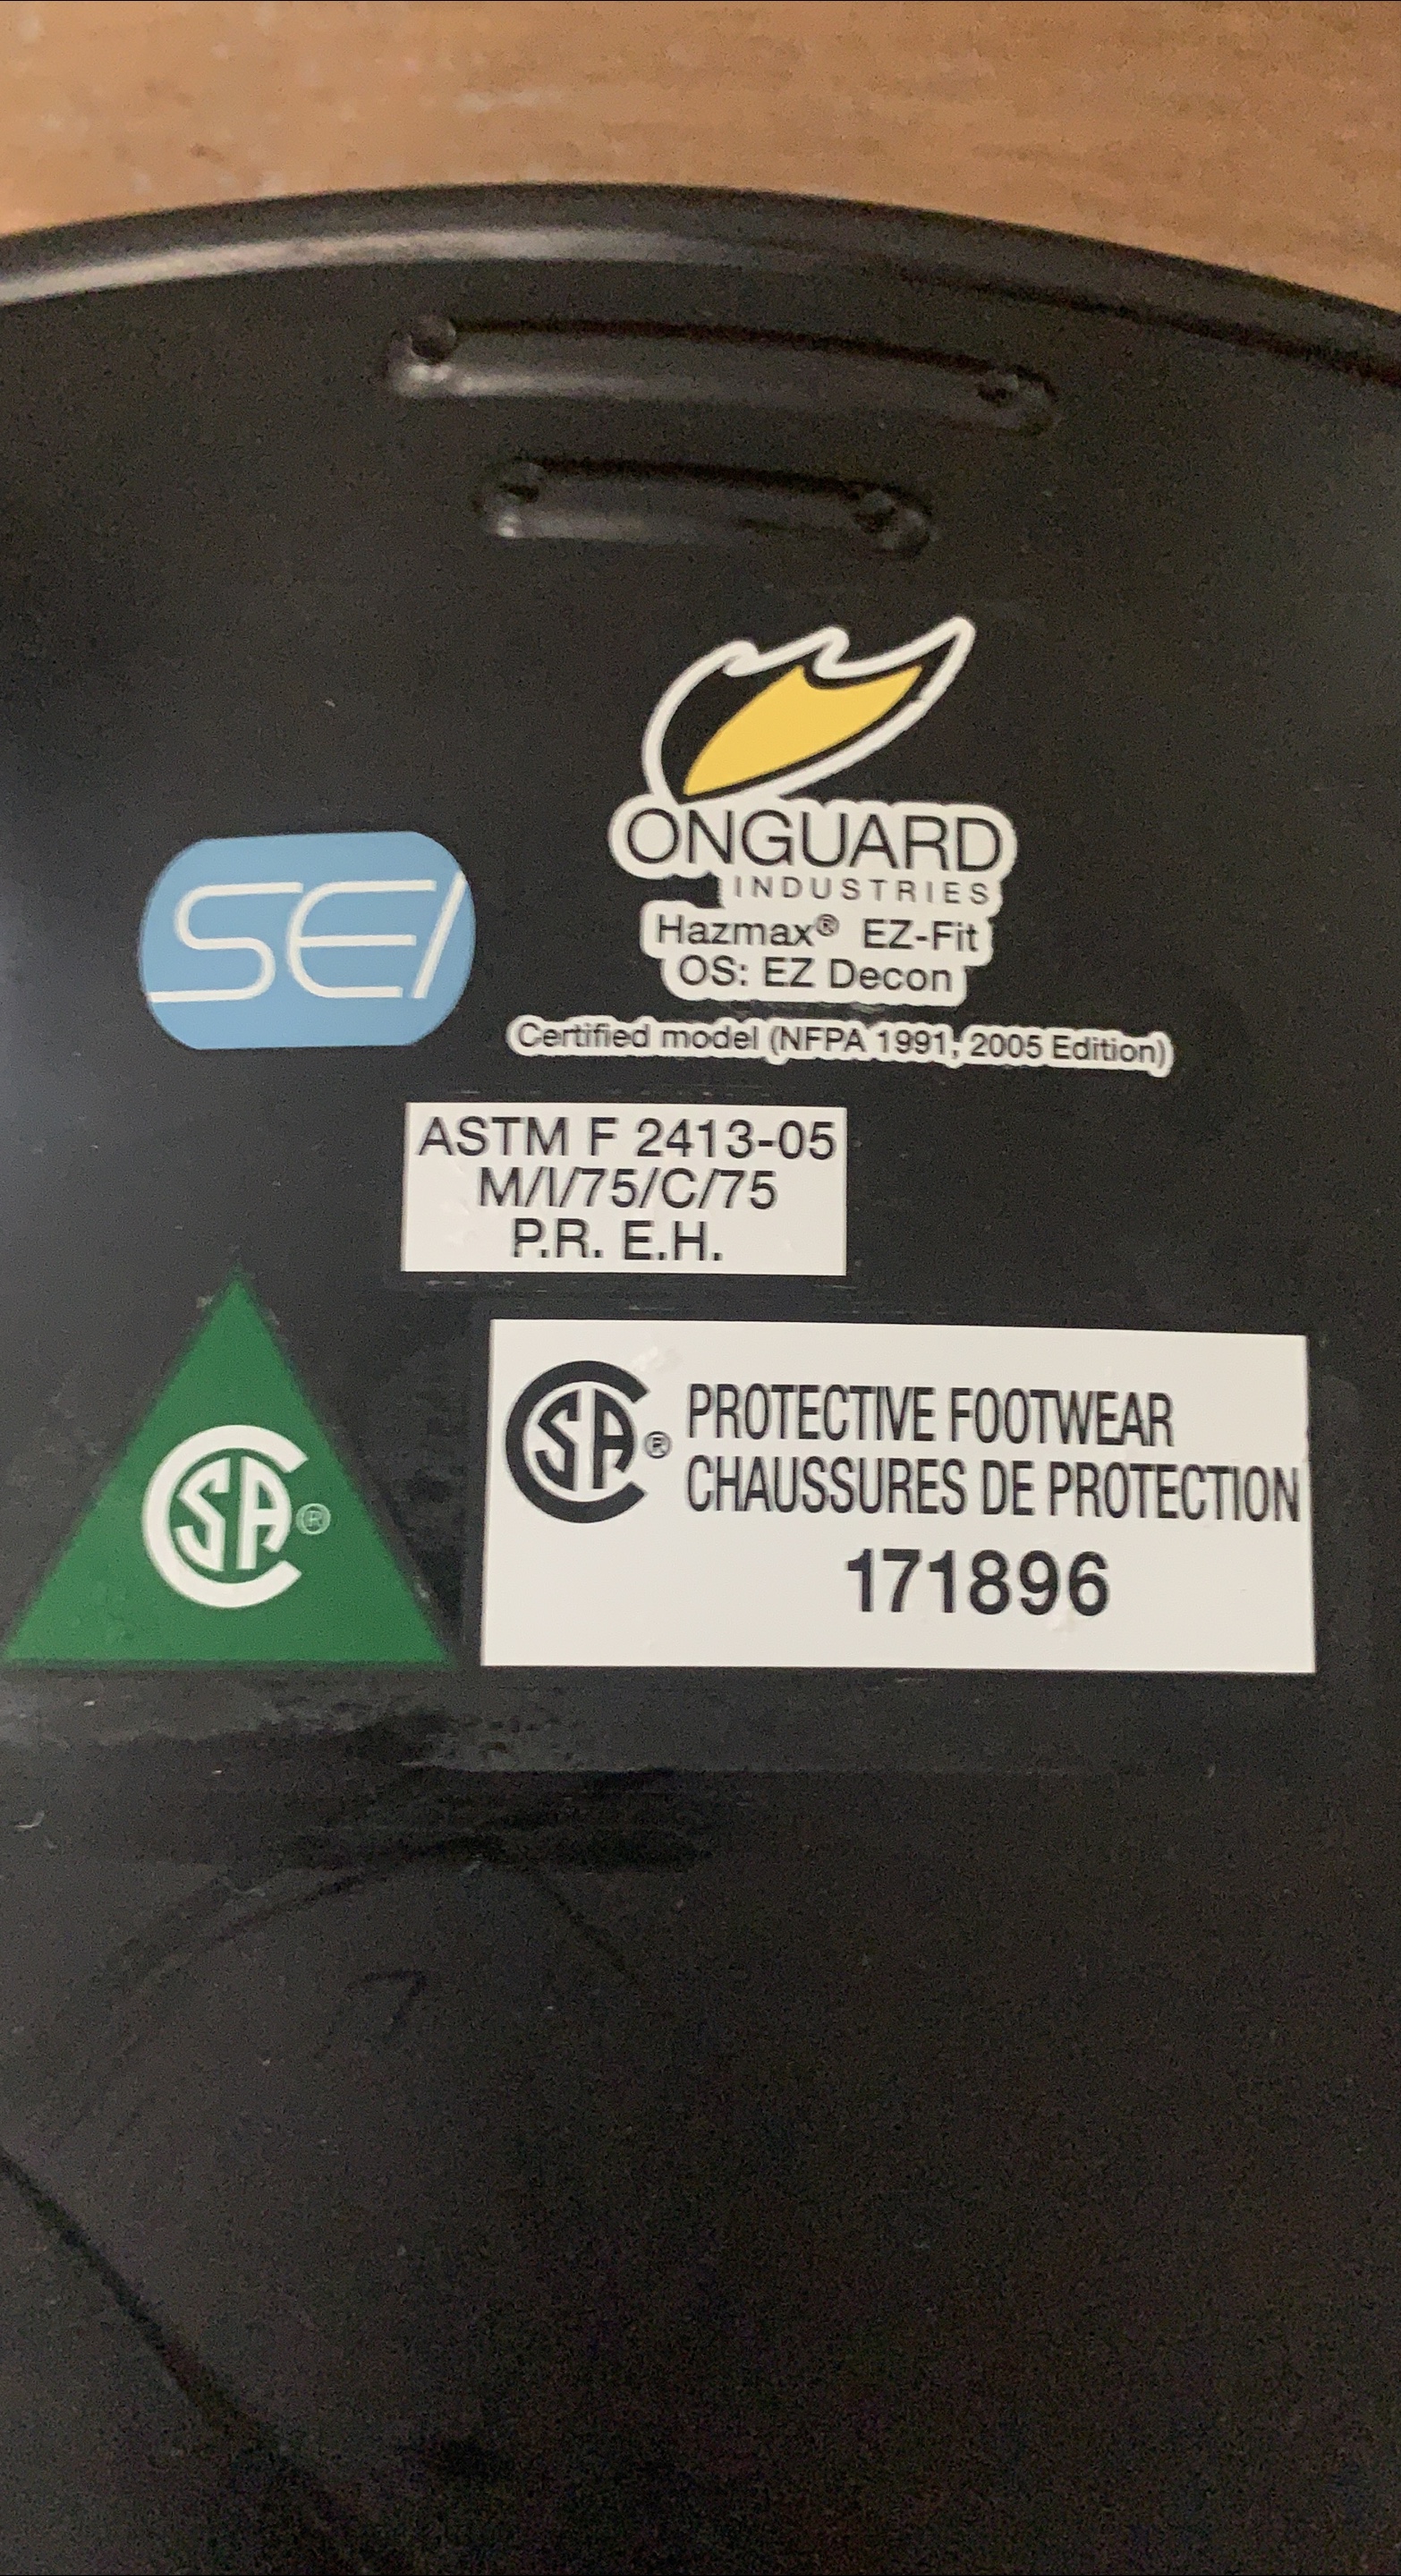 ONGUARD
INDUSTRIES
Hazmax® EZ-Fit
OS: EZ Decon
Certified model (NFPA 1991, 2005 Edition)
SEI
ASTM F 2413-05
M/I/75/C/75
P.R. E.H.
CSA®
CSA® PROTECTIVE FOOTWEAR
CHAUSSURES DE PROTECTION
171896